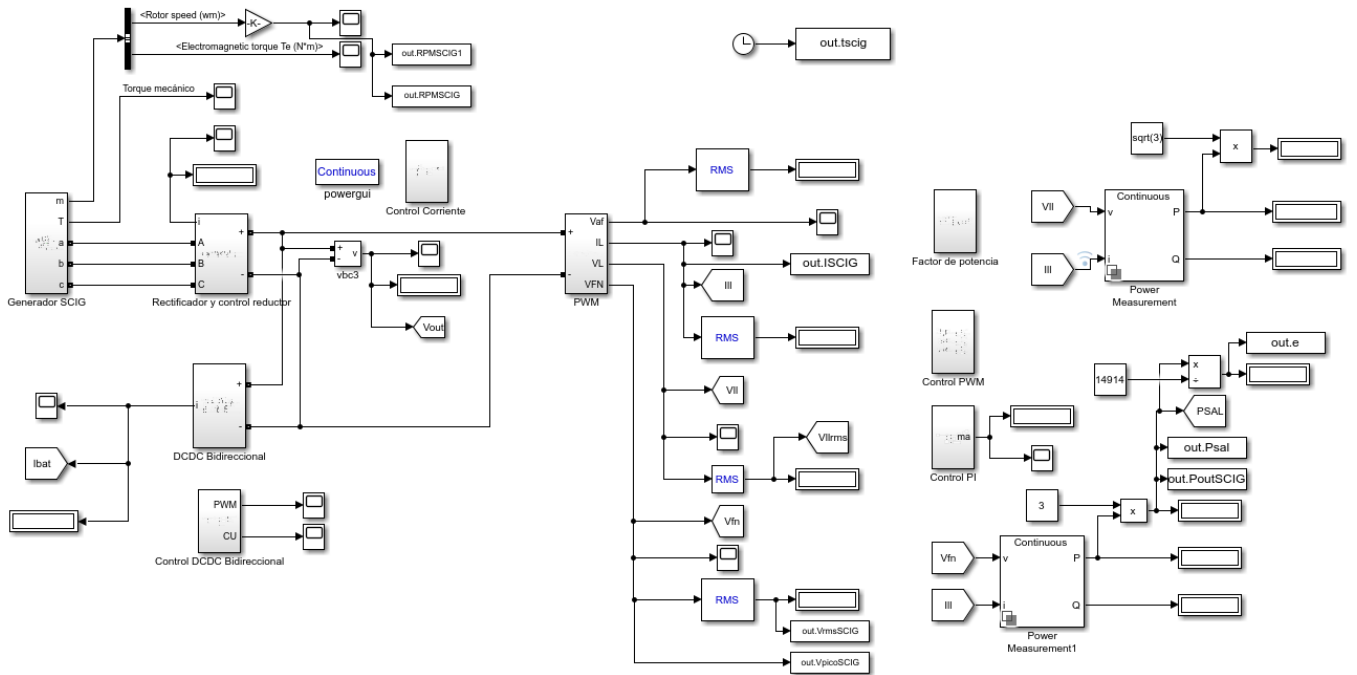 <Rotor speed (wm)>
-K-
<Electromagnetic torque Te (N*m)>
out.RPMSCIG1
out.RPMSCIG
out.tscig
Torque mecánico
Continuous
powergui
Control Corriente
m
T
a
b
c
Generador SCIG
i
A
B
C
+
-
Rectificador y control reductor
+
-
v
vbc3
Vout
+
-
Vaf
IL
VL
VFN
PWM
RMS
out.ISCIG
III
RMS
Vll
Vllrms
RMS
Vfn
RMS
out.VrmsSCIG
out.VpicoSCIG
i
+
-
DCDC Bidireccional
Ibat
PWM
CU
Control DCDC Bidireccional
Factor de potencia
Control PWM
ma
Control PI
sqrt(3)
x
Vll
III
Continuous
v
i
P
Q
Power
Measurement
14914
x
÷
out.e
PSAL
out.Psal
out.PoutSCIG
3
x
Vfn
III
Continuous
v
i
P
Q
Power
Measurement1